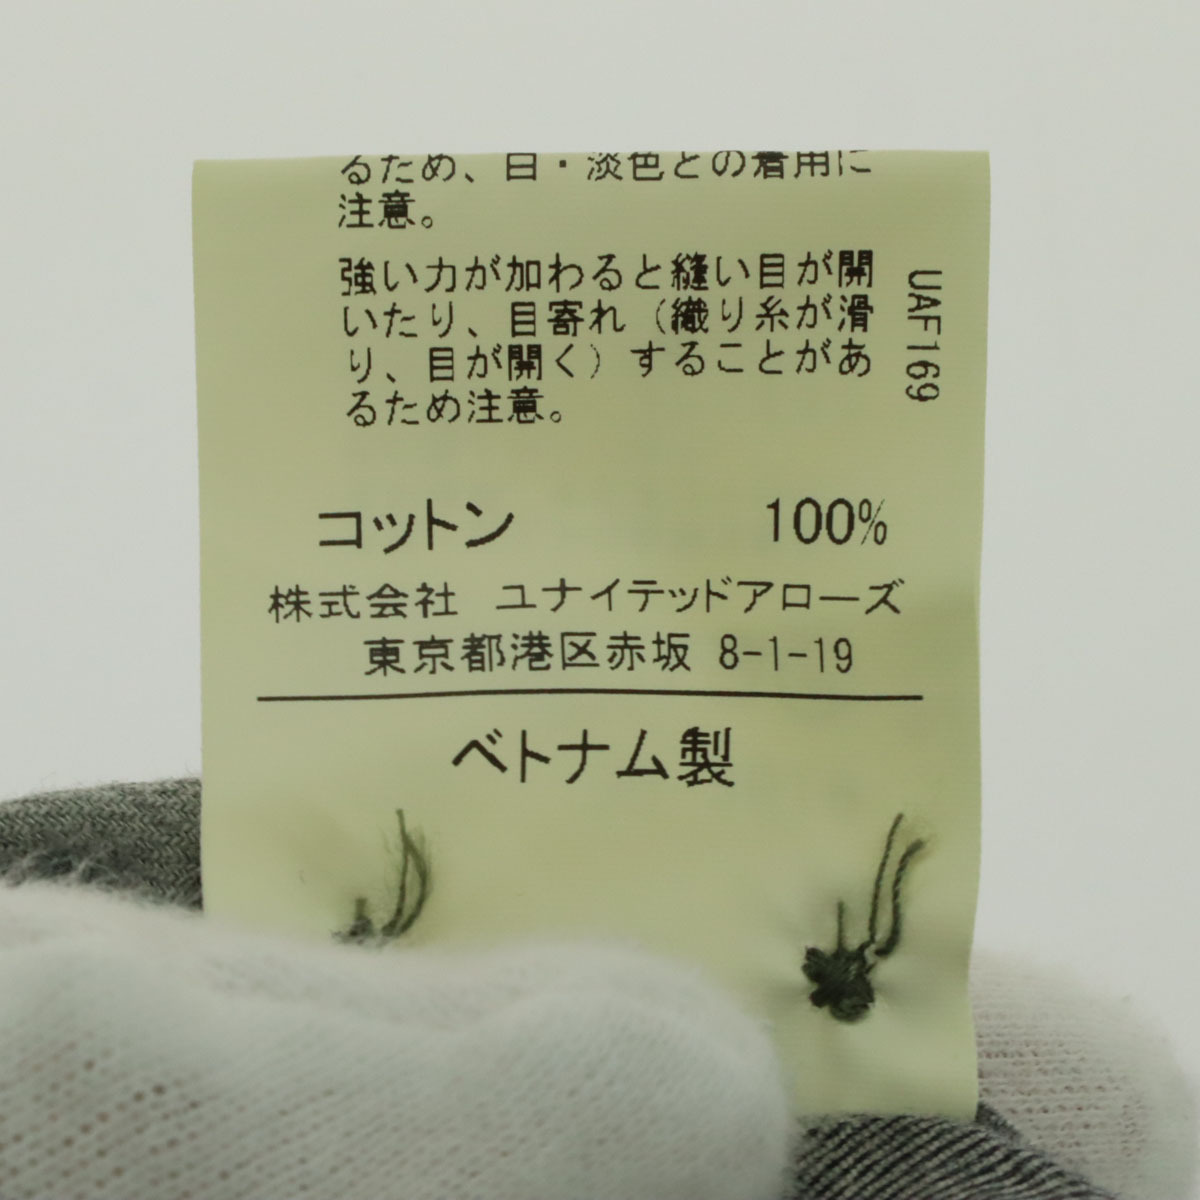 るため、白・淡色との着用に
注意。
強い力が加わると縫い目が開
いたり、目寄れ（織り糸が滑
り、目が開く）することがあ
るため注意。
UAF169
コットン 100%
株式会社 ユナイテッドアローズ
東京都港区赤坂 8-1-19
ベトナム製